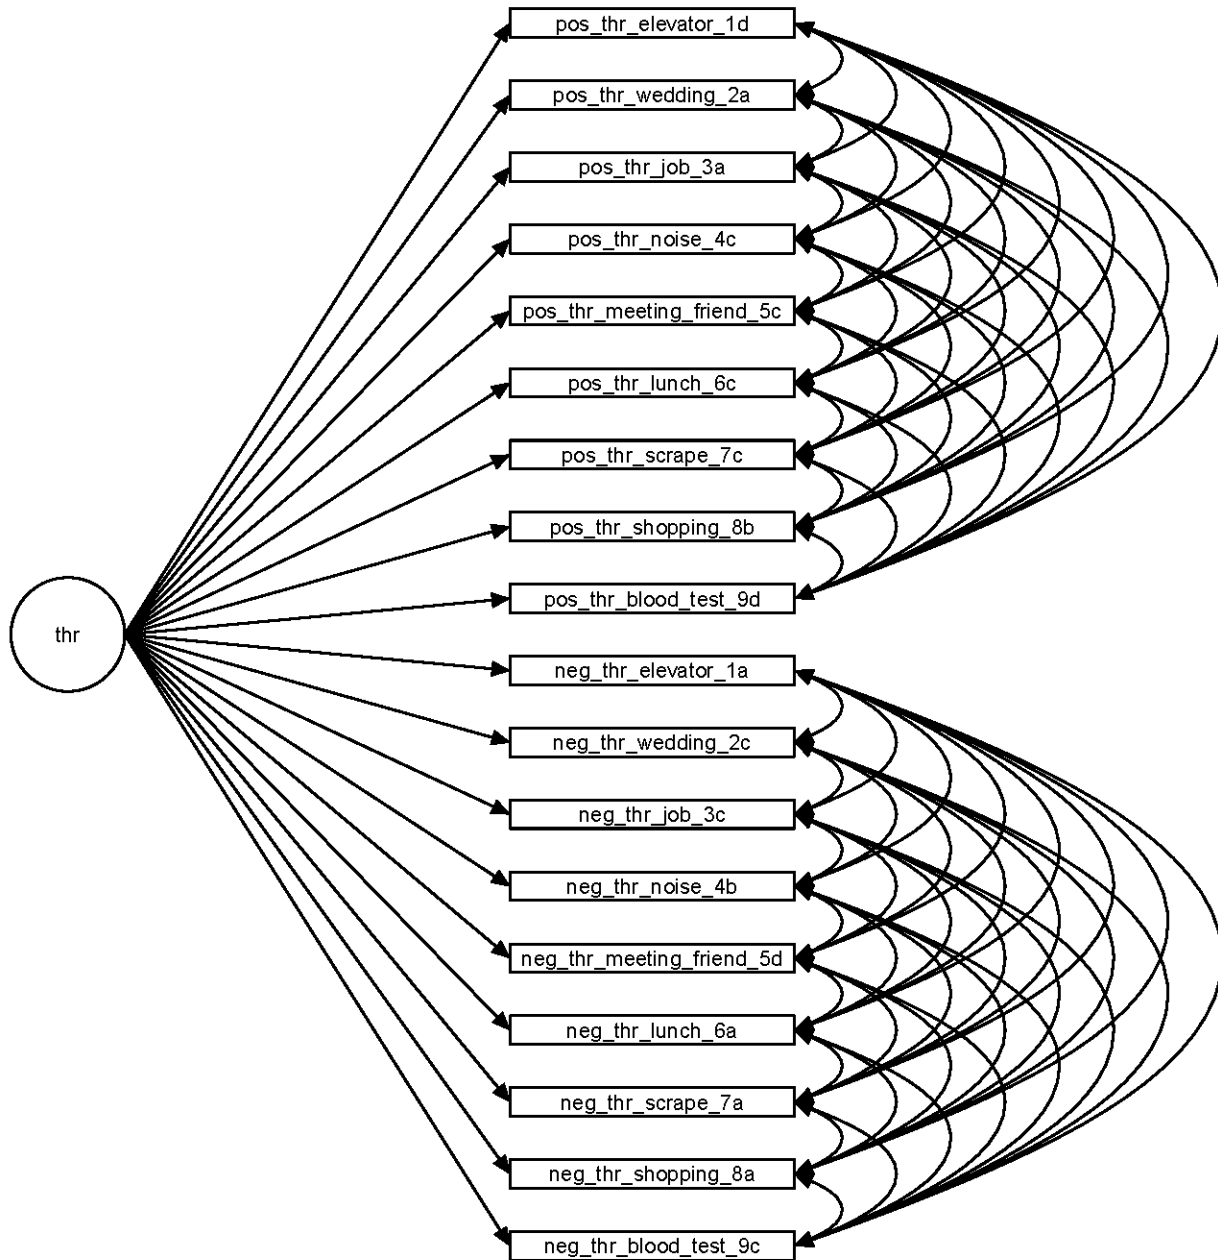 pos_thr_elevator_1d
pos_thr_wedding_2a
pos_thr_job_3a
pos_thr_noise_4c
pos_thr_meeting_friend_5c
pos_thr_lunch_6c
pos_thr_scrape_7c
pos_thr_shopping_8b
pos_thr_blood_test_9d
thr
neg_thr_elevator_1a
neg_thr_wedding_2c
neg_thr_job_3c
neg_thr_noise_4b
neg_thr_meeting_friend_5d
neg_thr_lunch_6a
neg_thr_scrape_7a
neg_thr_shopping_8a
neg_thr_blood_test_9c